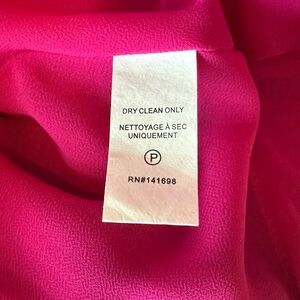 DRY CLEAN ONLY
NETTOYAGE À SEC
UNIQUEMENT
P
RN#141698